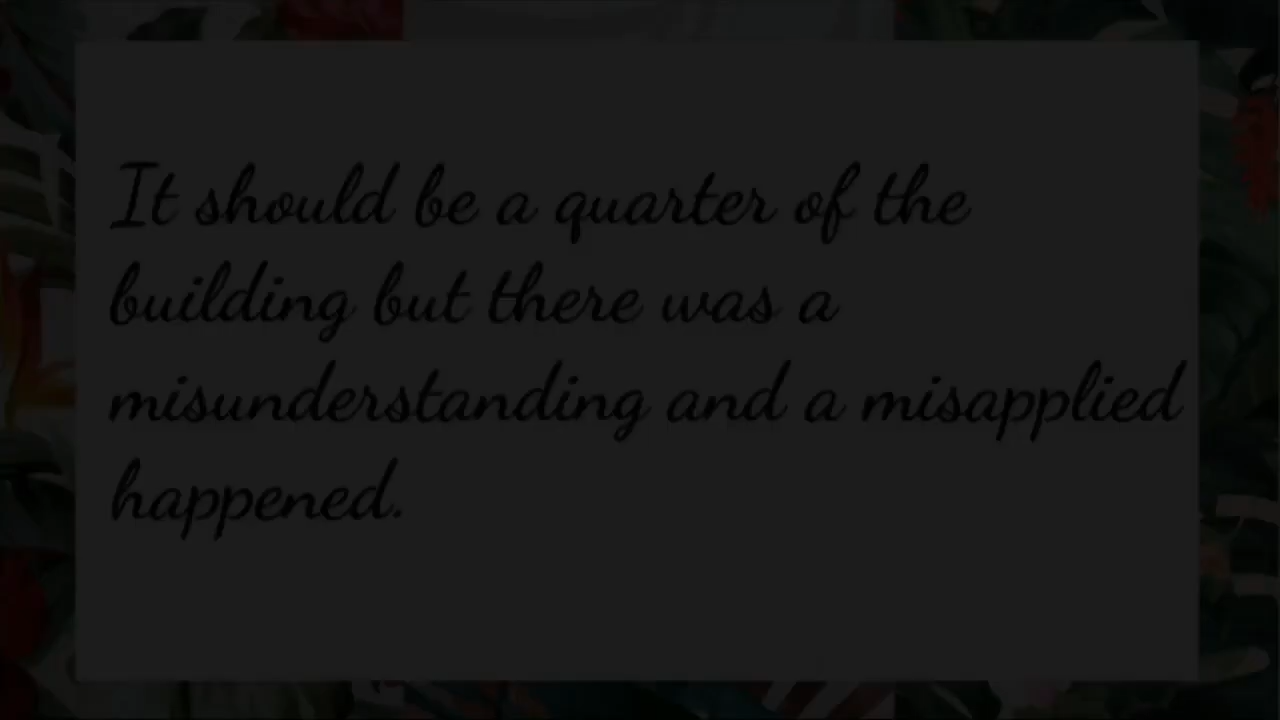 It should be a quarter of the
building but there was a
misunderstanding and a misapplied
happened.